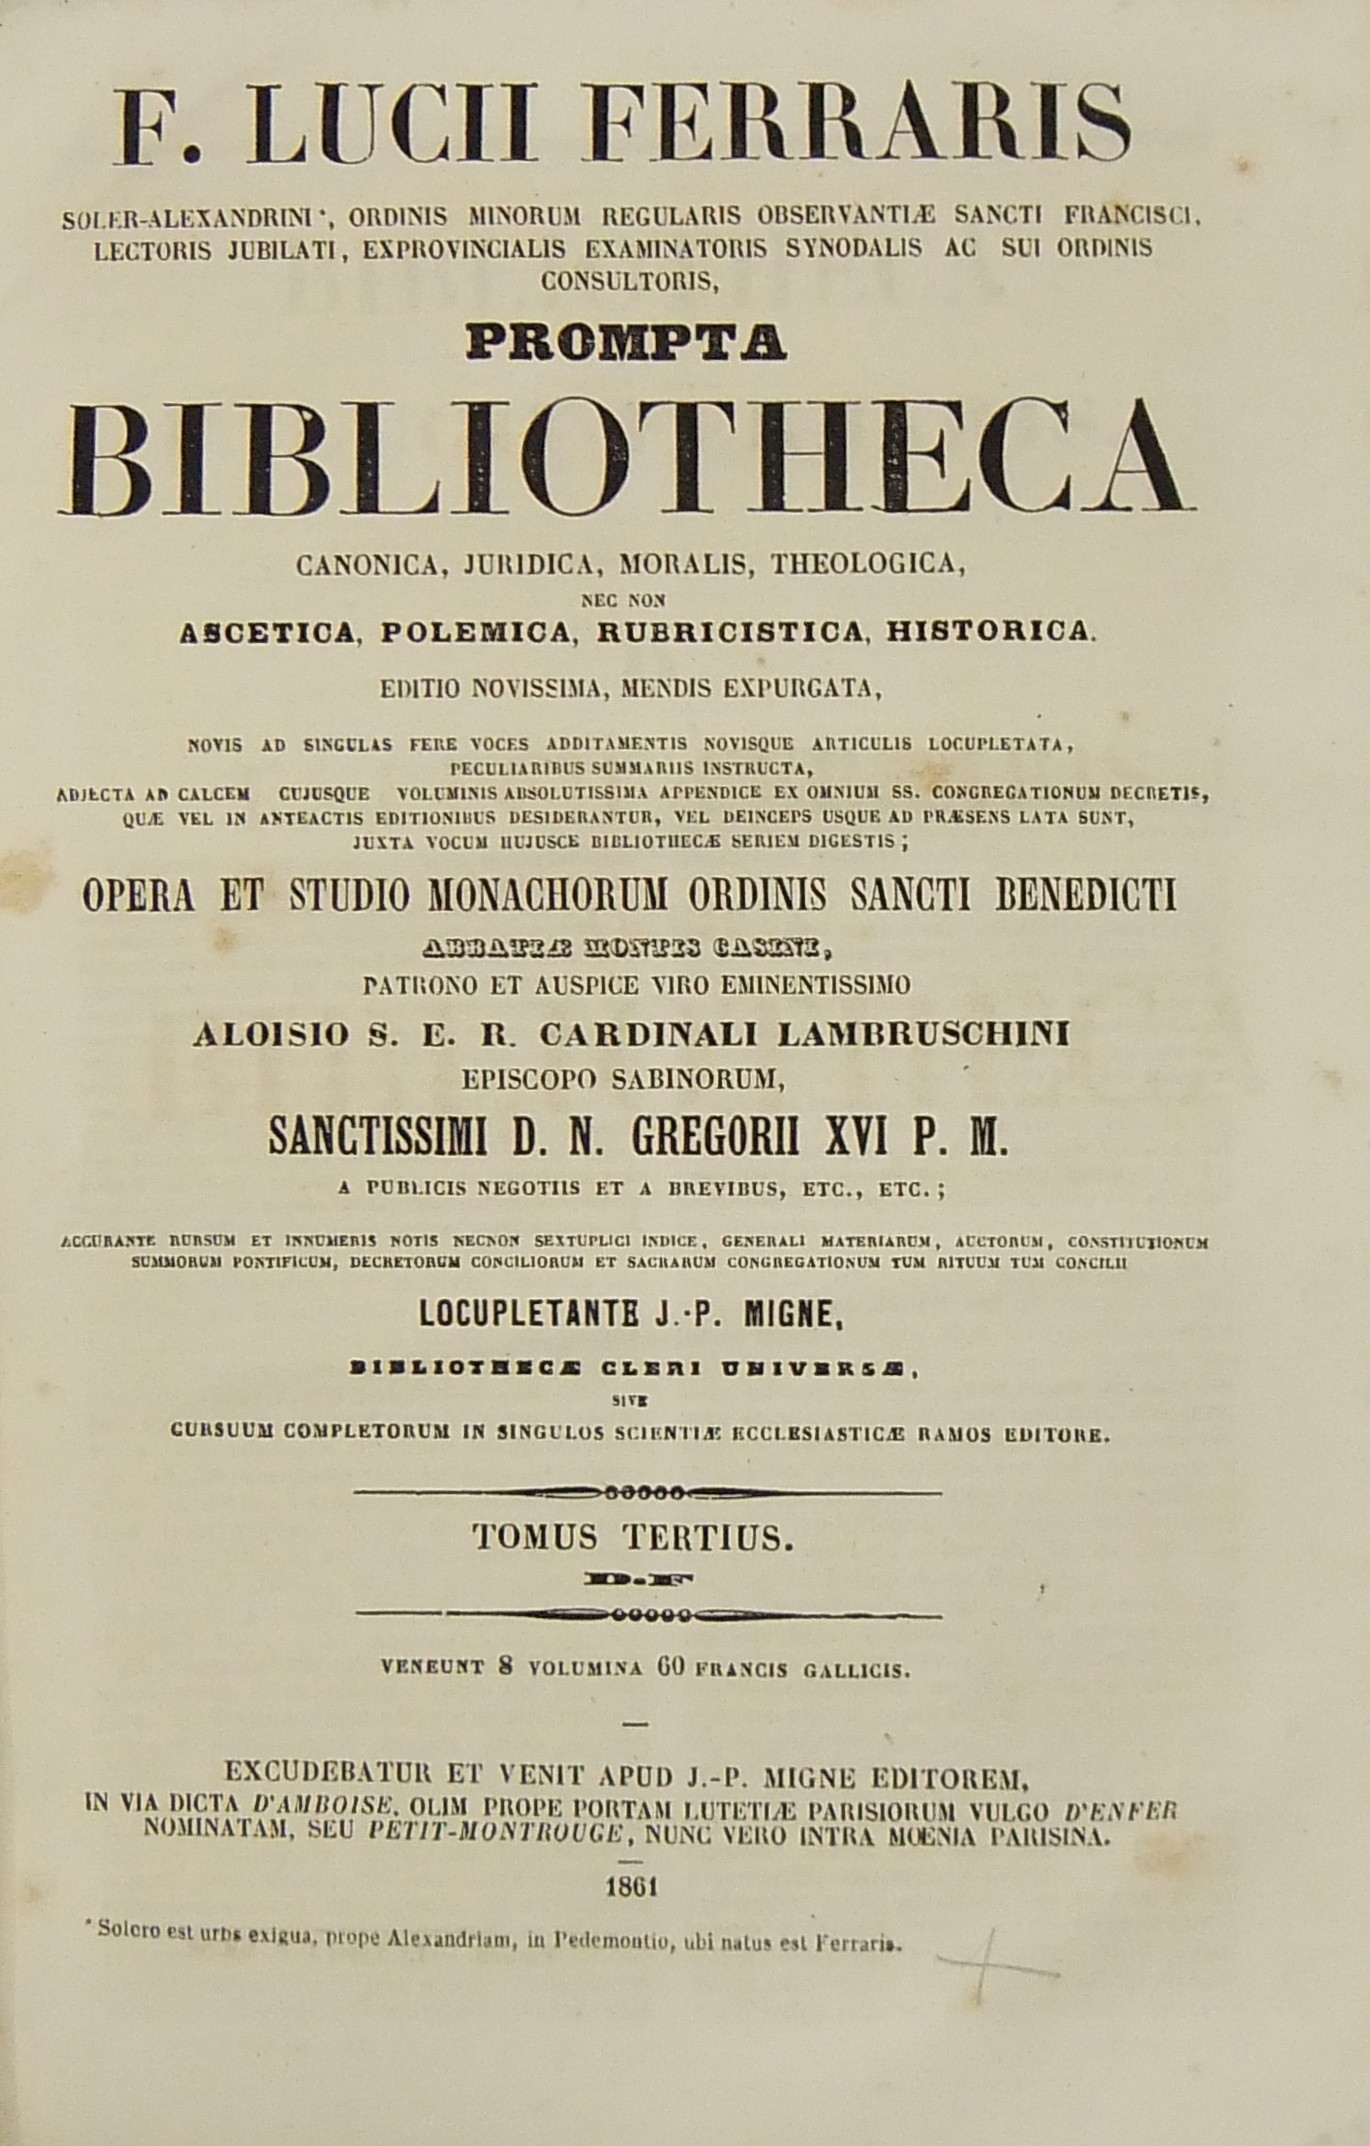 F. LUCII FERRARIS
SOLER-ALEXANDRINI*, ORDINIS MINORUM REGULARIS OBSERVANTIÆ SANCTI FRANCISCI,
LECTORIS JUBILATI, EXPROVINCIALIS EXAMINATORIS SYNODALIS AC SUI ORDINIS
CONSULTORIS,
PROMPTA
BIBLIOTHECA
CANONICA, JURIDICA, MORALIS, THEOLOGICA,
NEC NON
ASCETICA, POLEMICA, RUBRICISTICA, HISTORICA.
EDITIO NOVISSIMA, MENDIS EXPURGATA,
NOVIS AD SINGULAS FERE VOCES ADDITAMENTIS NOVISQUE ARTICULIS LOCUPLETATA,
PECULIARIBUS SUMMARIIS INSTRUCTA,
ADJECTA AD CALCEM CUJUSQUE VOLUMINIS ABSOLUTISSIMA APPENDICE EX OMNIUM SS. CONGREGATIONUM DECRETIS,
QUÆ VEL IN ANTEACTIS EDITIONIBUS DESIDERANTUR, VEL DEINCEPS USQUE AD PRÆSENS LATA SUNT,
JUXTA VOCUM HUJUSCE BIBLIOTHECÆ SERIEM DIGESTIS;
OPERA ET STUDIO MONACHORUM ORDINIS SANCTI BENEDICTI
ABBATIÆ MONTIS CASINI,
PATRONO ET AUSPICE VIRO EMINENTISSIMO
ALOISIO S. E. R. CARDINALI LAMBRUSCHINI
EPISCOPO SABINORUM,
SANCTISSIMI D. N. GREGORII XVI P. M.
A PUBLICIS NEGOTIIS ET A BREVIBUS, ETC., ETC.;
ACCURANTE RURSUM ET INNUMERIS NOTIS NECNON SEXTUPLICI INDICE, GENERALI MATERIARUM, AUCTORUM, CONSTITUTIONUM
SUMMORUM PONTIFICUM, DECRETORUM CONCILIORUM ET SACRARUM CONGREGATIONUM TUM RITUUM TUM CONCILII
LOCUPLETANTE J.-P. MIGNE,
BIBLIOTHECÆ CLERI UNIVERSÆ,
SIVE
CURSUUM COMPLETORUM IN SINGULOS SCIENTIÆ ECCLESIASTICÆ RAMOS EDITORE.
TOMUS TERTIUS.
D-F
VENEUNT 8 VOLUMINA 60 FRANCIS GALLICIS.
EXCUDEBATUR ET VENIT APUD J.-P. MIGNE EDITOREM,
IN VIA DICTA D'AMBOISE, OLIM PROPE PORTAM LUTETIÆ PARISIORUM VULGO D'ENFER
NOMINATAM, SEU PETIT-MONTROUGE, NUNC VERO INTRA MOENIA PARISINA.
1861
* Solero est urbs exigua, prope Alexandriam, in Pedemontio, ubi natus est Ferraris.